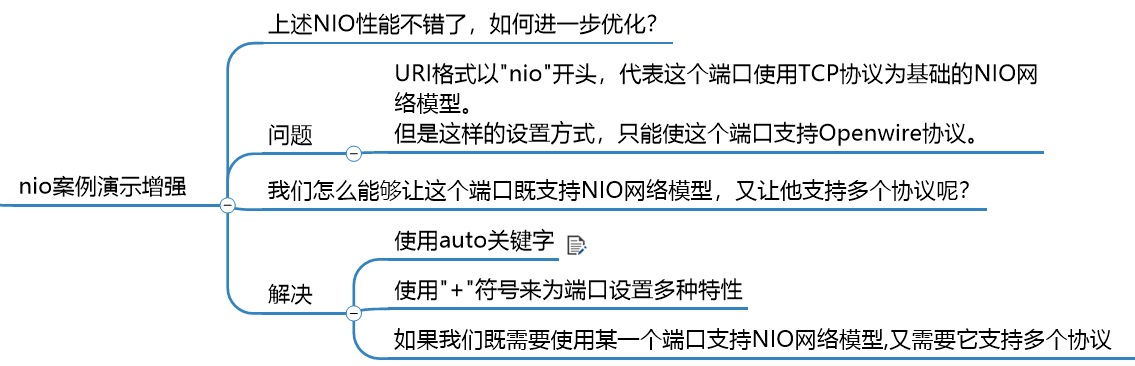 上述NIO性能不错了，如何进一步优化？
URI格式以"nio"开头，代表这个端口使用TCP协议为基础的NIO网
络模型。
但是这样的设置方式，只能使这个端口支持Openwire协议。
问题
nio案例演示增强
我们怎么能够让这个端口既支持NIO网络模型，又让他支持多个协议呢？
使用auto关键字
使用"+"符号来为端口设置多种特性
解决
如果我们既需要使用某一个端口支持NIO网络模型,又需要它支持多个协议